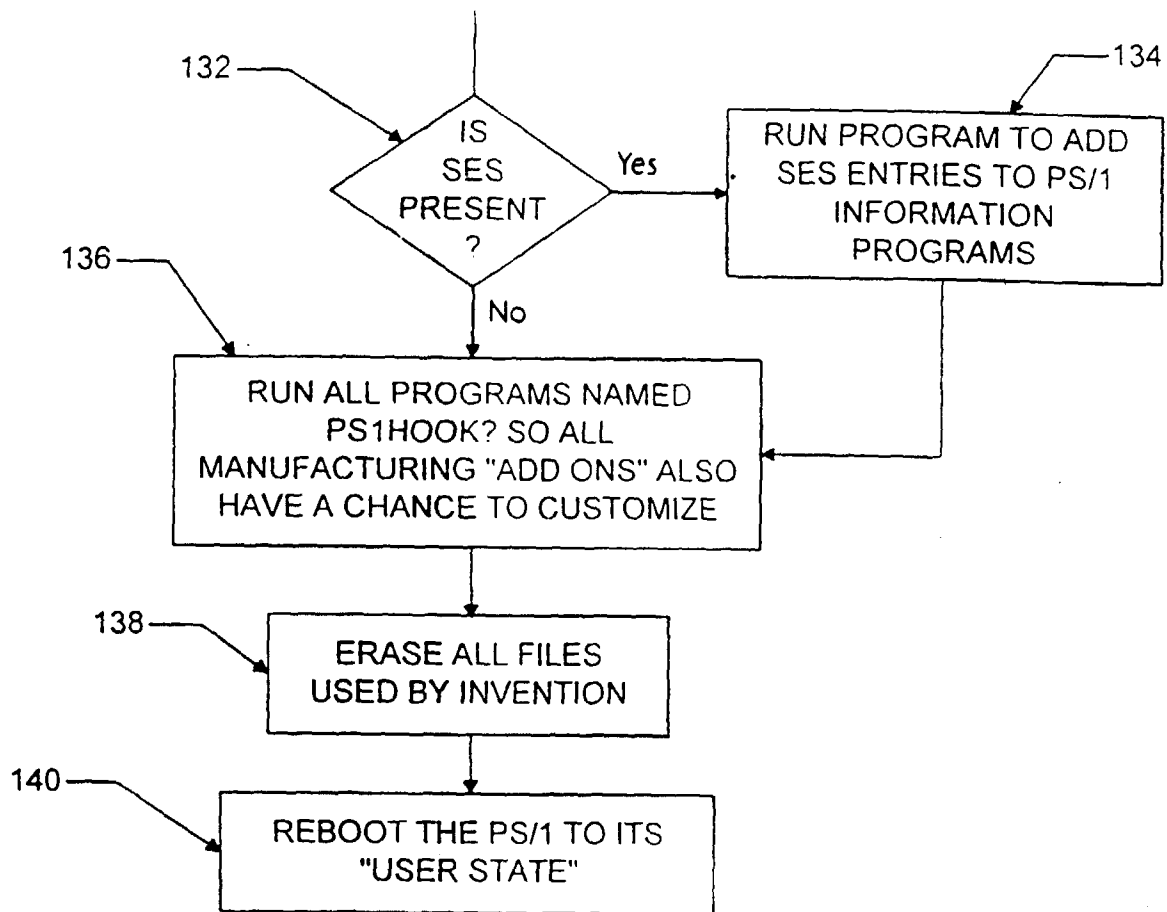 132
IS
SES
PRESENT
?
Yes
134
RUN PROGRAM TO ADD
SES ENTRIES TO PS/1
INFORMATION
PROGRAMS
136
No
RUN ALL PROGRAMS NAMED
PS1HOOK? SO ALL
MANUFACTURING "ADD ONS" ALSO
HAVE A CHANCE TO CUSTOMIZE
138
ERASE ALL FILES
USED BY INVENTION
140
REBOOT THE PS/1 TO ITS
"USER STATE"